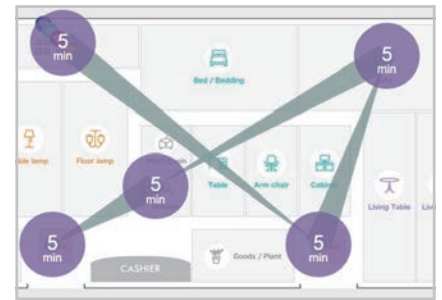 5
min
5
min
Bed / Bedding
ble lamp
Floor lamp
5
min
Table
Arm chair
Cabinet
Living Table
5
min
5
min
CASHIER
Goods / Plant